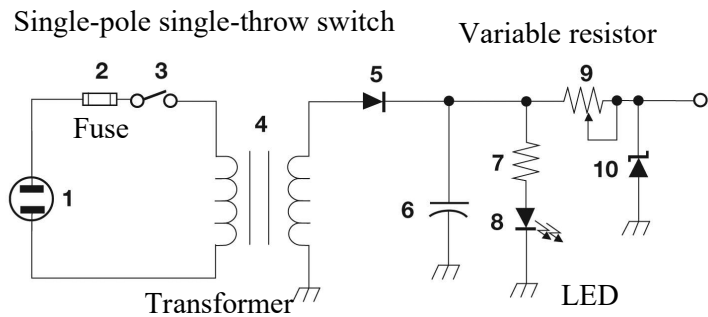 Single-pole single-throw switch
Variable resistor
2 3 5 9
Fuse
4
1
7
10
6
8
Transformer
LED